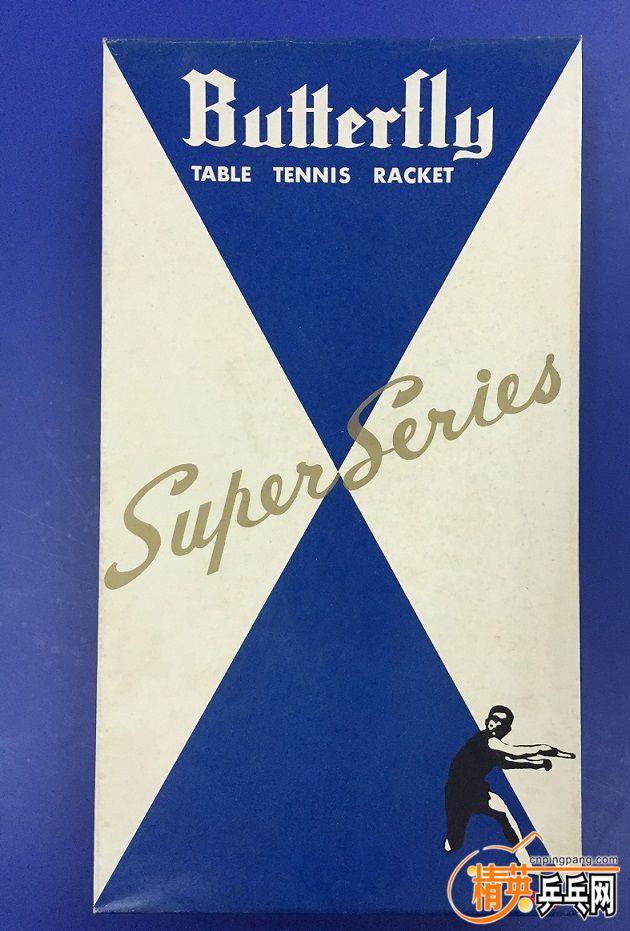 Butterfly
TABLE TENNIS RACKET
Super Series
cnpingpang.com
精英乒乓网